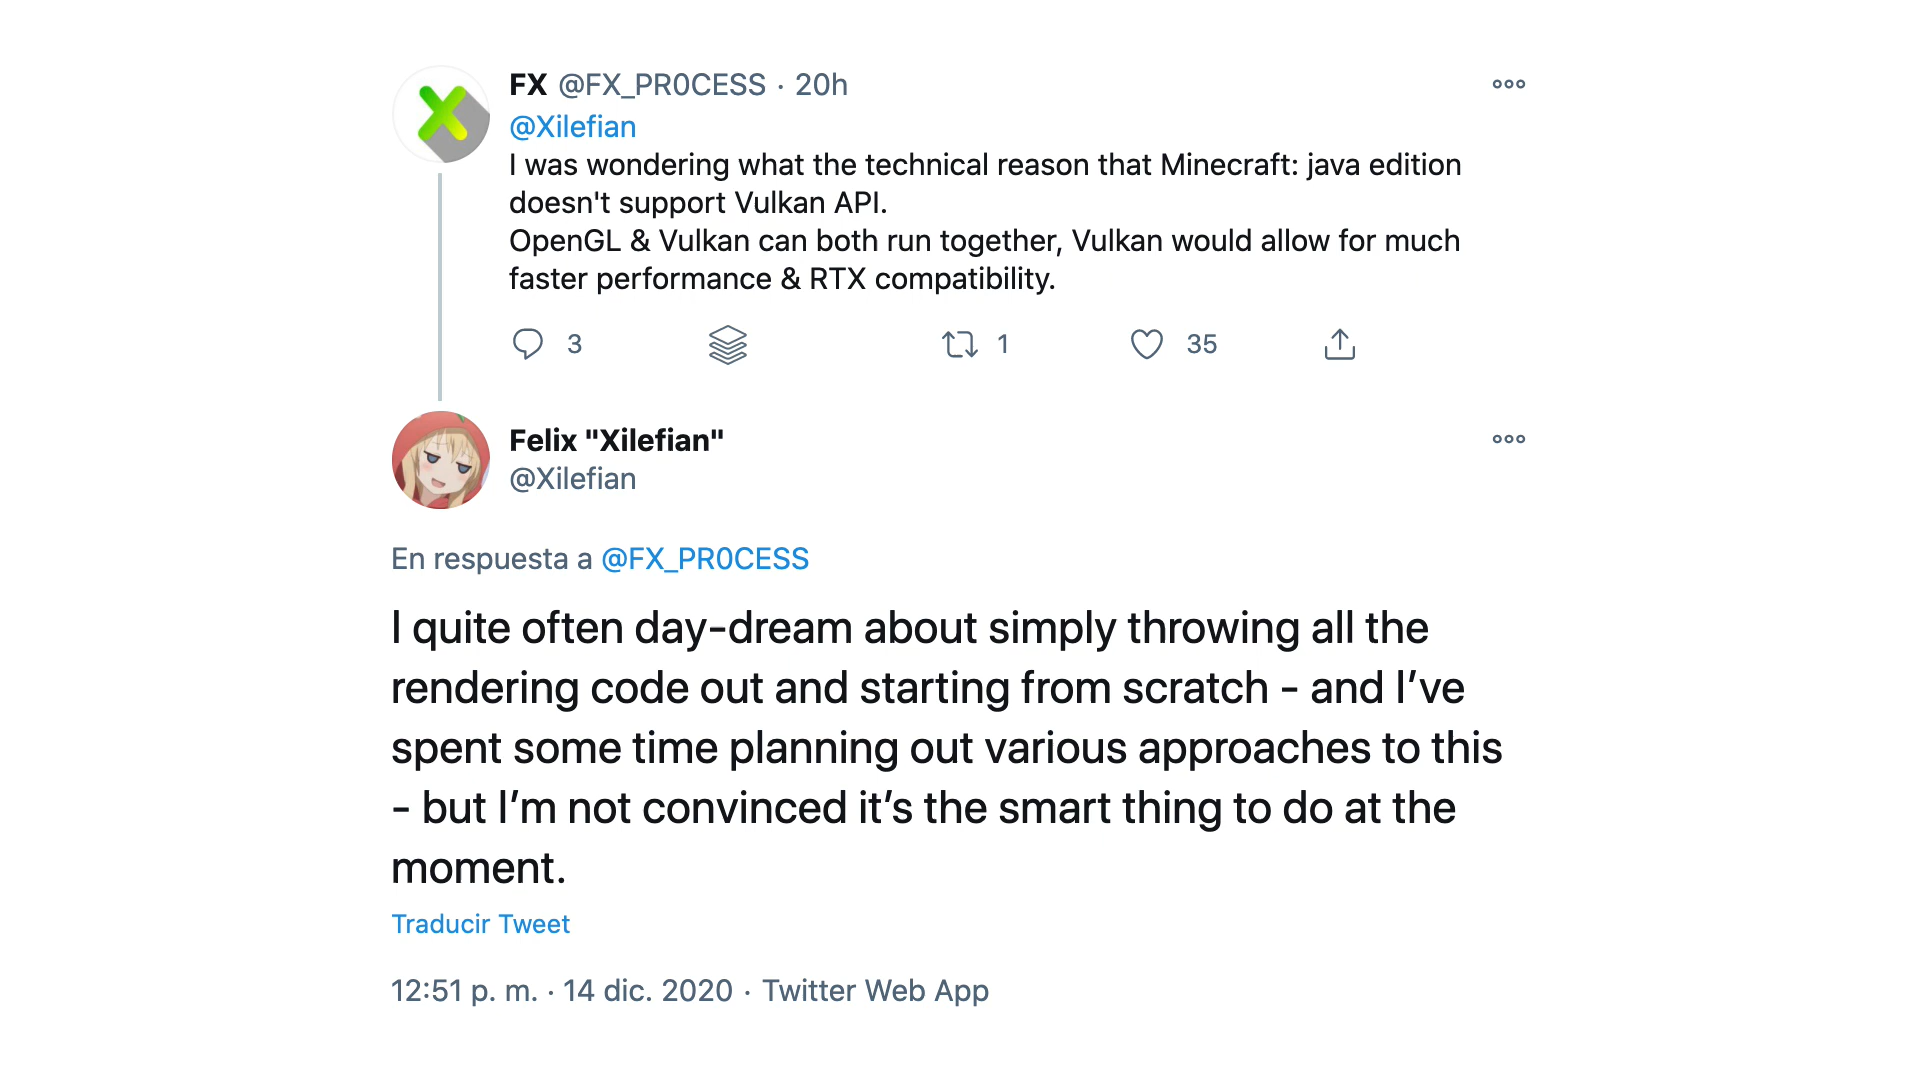 FX @FX_PR0CESS · 20h
@Xilefian
I was wondering what the technical reason that Minecraft: java edition
doesn't support Vulkan API.
OpenGL & Vulkan can both run together, Vulkan would allow for much
faster performance & RTX compatibility.
3 1 35
Felix "Xilefian"
@Xilefian
En respuesta a @FX_PR0CESS
I quite often day-dream about simply throwing all the
rendering code out and starting from scratch - and I’ve
spent some time planning out various approaches to this
- but I’m not convinced it’s the smart thing to do at the
moment.
Traducir Tweet
12:51 p. m. · 14 dic. 2020 · Twitter Web App